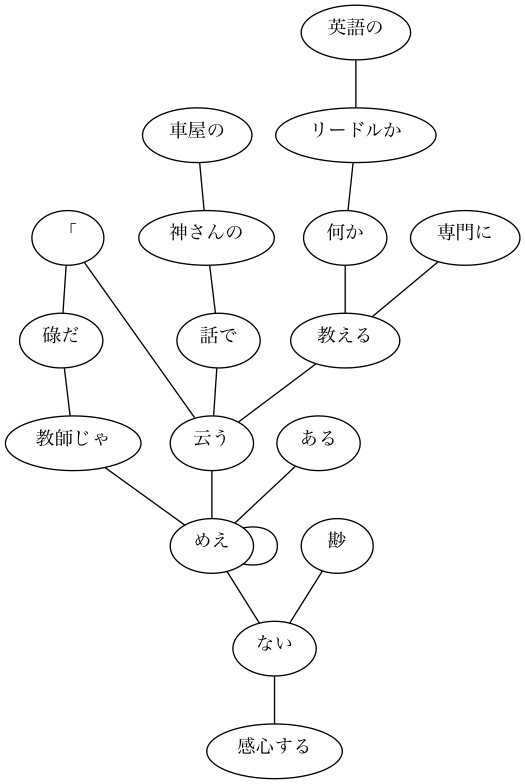 英語の
車屋の
リードルか
「
神さんの
何か
専門に
碌だ
話で
教える
教師じゃ
云う
ある
めえ
尠
ない
感心する